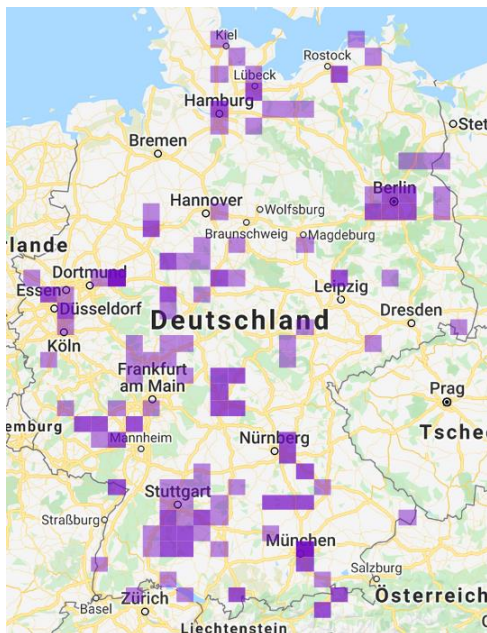 Kiel
Rostock
Lübeck
Hamburg
Stet
Bremen
Berlin
Hannover
Wolfsburg
Braunschweig
Magdeburg
rlande
Dortmund
Essen
Leipzig
Düsseldorf
Deutschland
Dresden
Köln
Frankfurt
am Main
Prag
emburg
Tschec
Mannheim
Nürnberg
Stuttgart
Straßburg
München
Salzburg
Österreich
Basel
Zürich
Liechtenstein